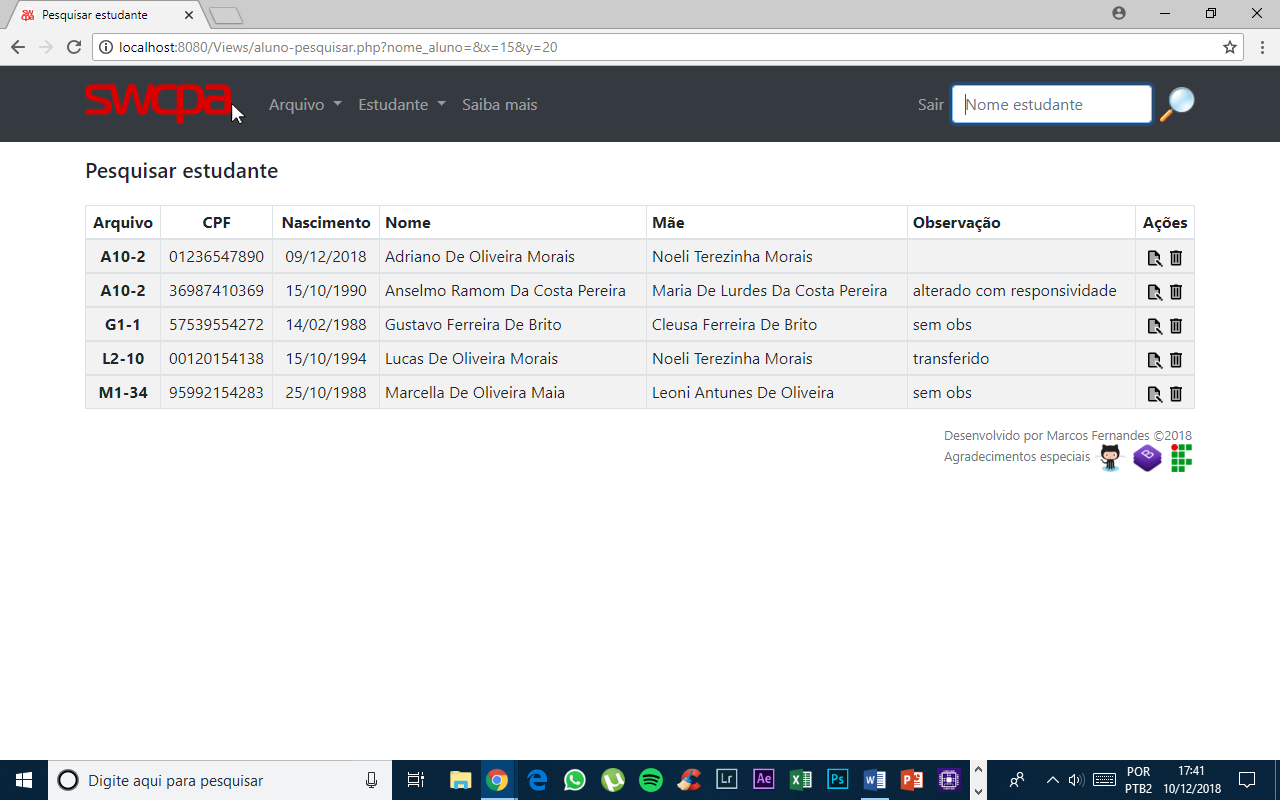 Pesquisar estudante
localhost:8080/Views/aluno-pesquisar.php?nome_aluno=&x=15&y=20
swcpa Arquivo Estudante Saiba mais Sair Nome estudante
Pesquisar estudante
Arquivo CPF Nascimento Nome Mãe Observação Ações
A10-2 01236547890 09/12/2018 Adriano De Oliveira Morais Noeli Terezinha Morais
A10-2 36987410369 15/10/1990 Anselmo Ramom Da Costa Pereira Maria De Lurdes Da Costa Pereira alterado com responsividade
G1-1 57539554272 14/02/1988 Gustavo Ferreira De Brito Cleusa Ferreira De Brito sem obs
L2-10 00120154138 15/10/1994 Lucas De Oliveira Morais Noeli Terezinha Morais transferido
M1-34 95992154283 25/10/1988 Marcella De Oliveira Maia Leoni Antunes De Oliveira sem obs
Desenvolvido por Marcos Fernandes ©2018
Agradecimentos especiais B
Digite aqui para pesquisar Lr Ae Ps POR 17:41
PTB2 10/12/2018